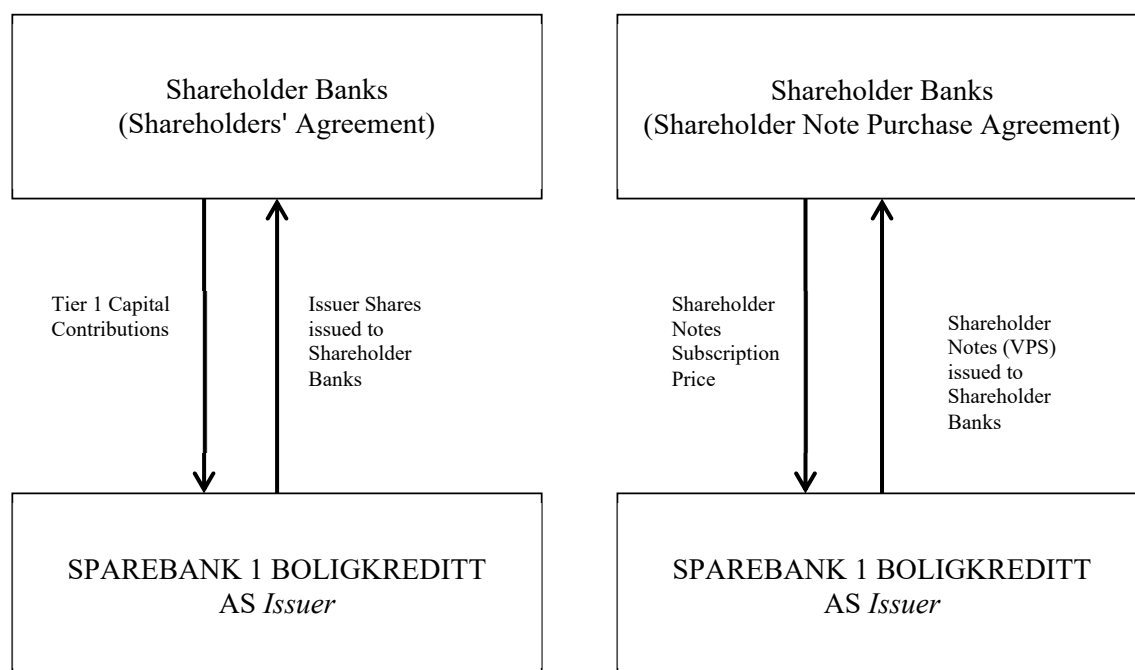 Shareholder Banks
(Shareholders' Agreement)
Shareholder Banks
(Shareholder Note Purchase Agreement)
Tier 1 Capital
Contributions
Issuer Shares
issued to
Shareholder
Banks
Shareholder
Notes
Subscription
Price
Shareholder
Notes (VPS)
issued to
Shareholder
Banks
SPAREBANK 1 BOLIGKREDITT
AS Issuer
SPAREBANK 1 BOLIGKREDITT
AS Issuer